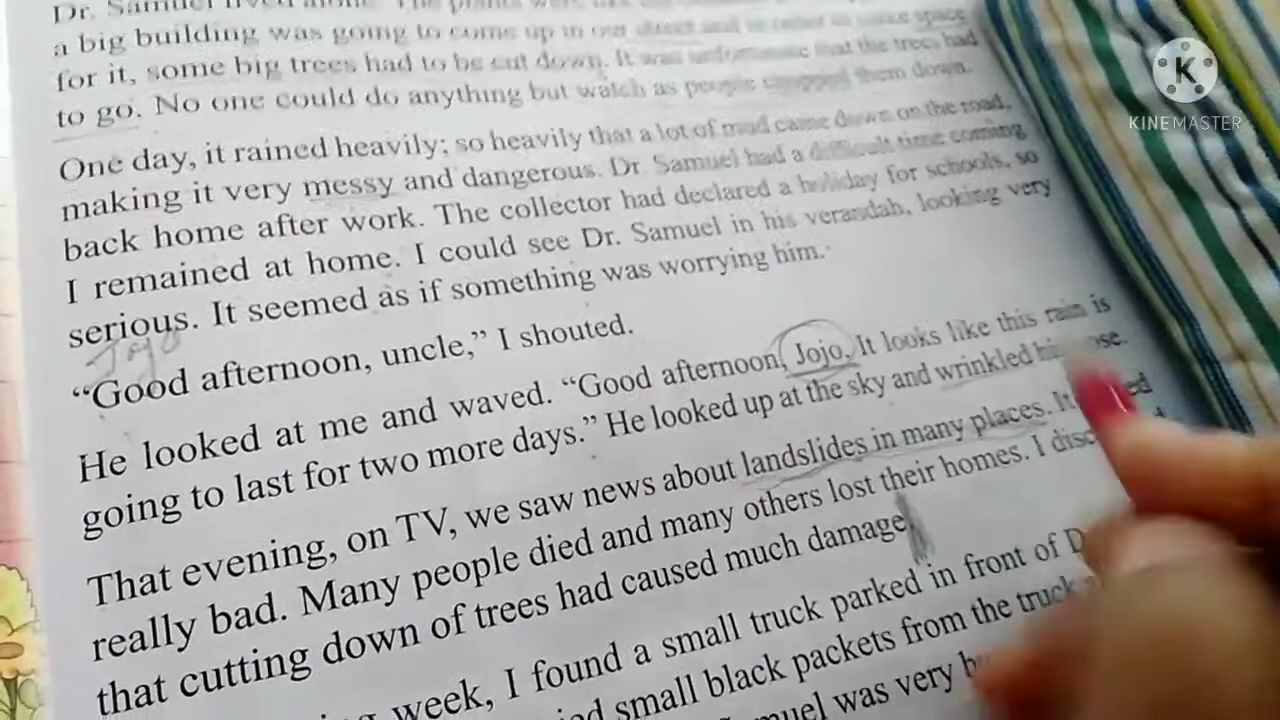 Dr. Samuel lived alone. The plants were
a big building was going to come up in our street and in order to make space
for it, some big trees had to be cut down. It was unfortunate that the trees had
to go. No one could do anything but watch as people chopped them down.
One day, it rained heavily; so heavily that a lot of mud came down on the road,
making it very messy and dangerous. Dr. Samuel had a difficult time coming
back home after work. The collector had declared a holiday for schools, so
I remained at home. I could see Dr. Samuel in his verandah, looking very
serious. It seemed as if something was worrying him.
Jojo
“Good afternoon, uncle,” I shouted.
He looked at me and waved. “Good afternoon, Jojo. It looks like this rain is
going to last for two more days.” He looked up at the sky and wrinkled
That evening, on TV, we saw news about landslides in many places. It
really bad. Many people died and many others lost their homes. I
that cutting down of trees had caused much damage.
week, I found a small truck parked in front of
small black packets from the truck
was very
KINEMASTER